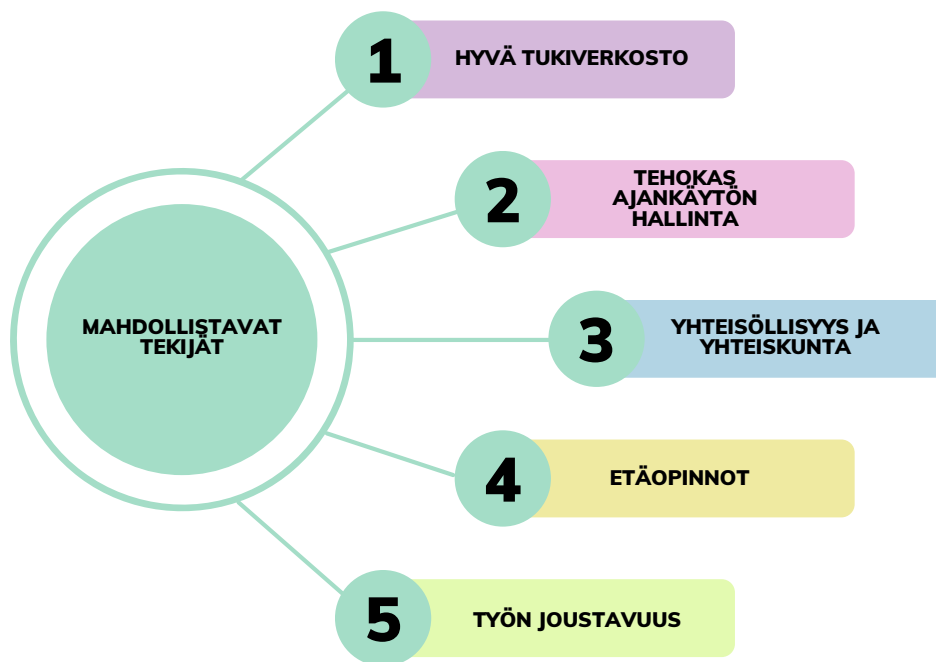 1
HYVÄ TUKIVERKOSTO
2
TEHOKAS
AJANKÄYTÖN
HALLINTA
MAHDOLLISTAVAT
TEKIJÄT
3
YHTEISÖLLISYYS JA
YHTEISKUNTA
4
ETÄOPINNOT
5
TYÖN JOUSTAVUUS